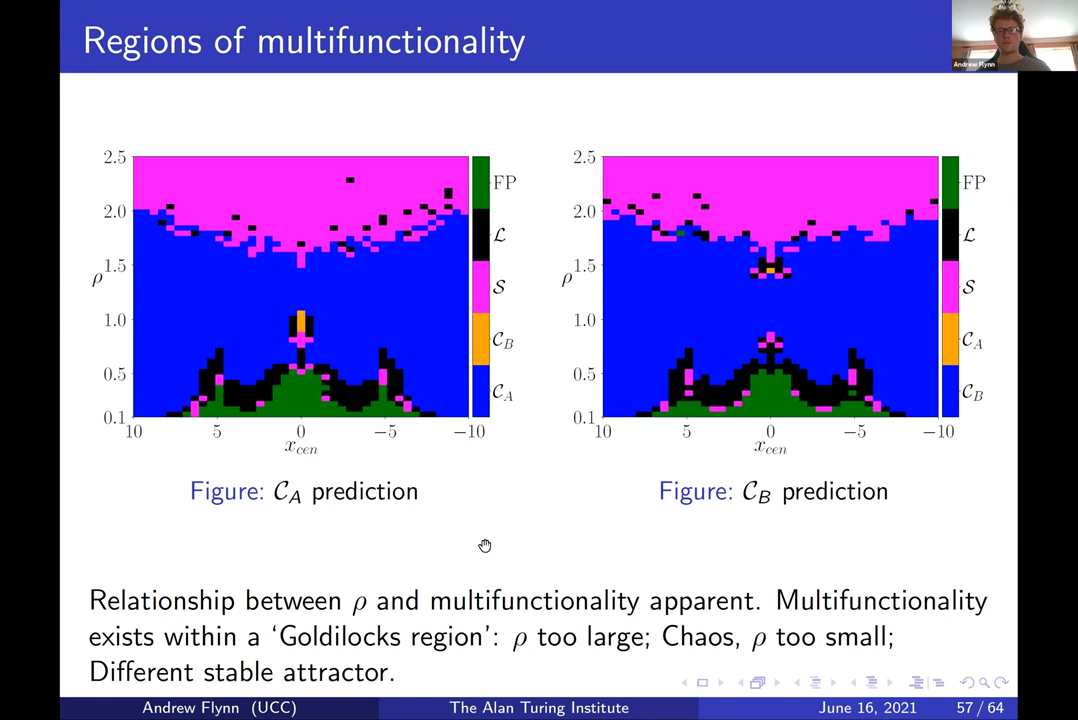 Regions of multifunctionality
Andrew Flynn
2.5
2.0
1.5
1.0
0.5
0.1
ρ
10 5 0 −5 −10
x_cen
FP
ℒ
𝒮
𝒞_B
𝒞_A
Figure: 𝒞_A prediction
2.5
2.0
1.5
1.0
0.5
0.1
ρ
10 5 0 −5 −10
x_cen
FP
ℒ
𝒮
𝒞_A
𝒞_B
Figure: 𝒞_B prediction
Relationship between ρ and multifunctionality apparent. Multifunctionality
exists within a ‘Goldilocks region’: ρ too large; Chaos, ρ too small;
Different stable attractor.
Andrew Flynn (UCC) The Alan Turing Institute June 16, 2021 57 / 64